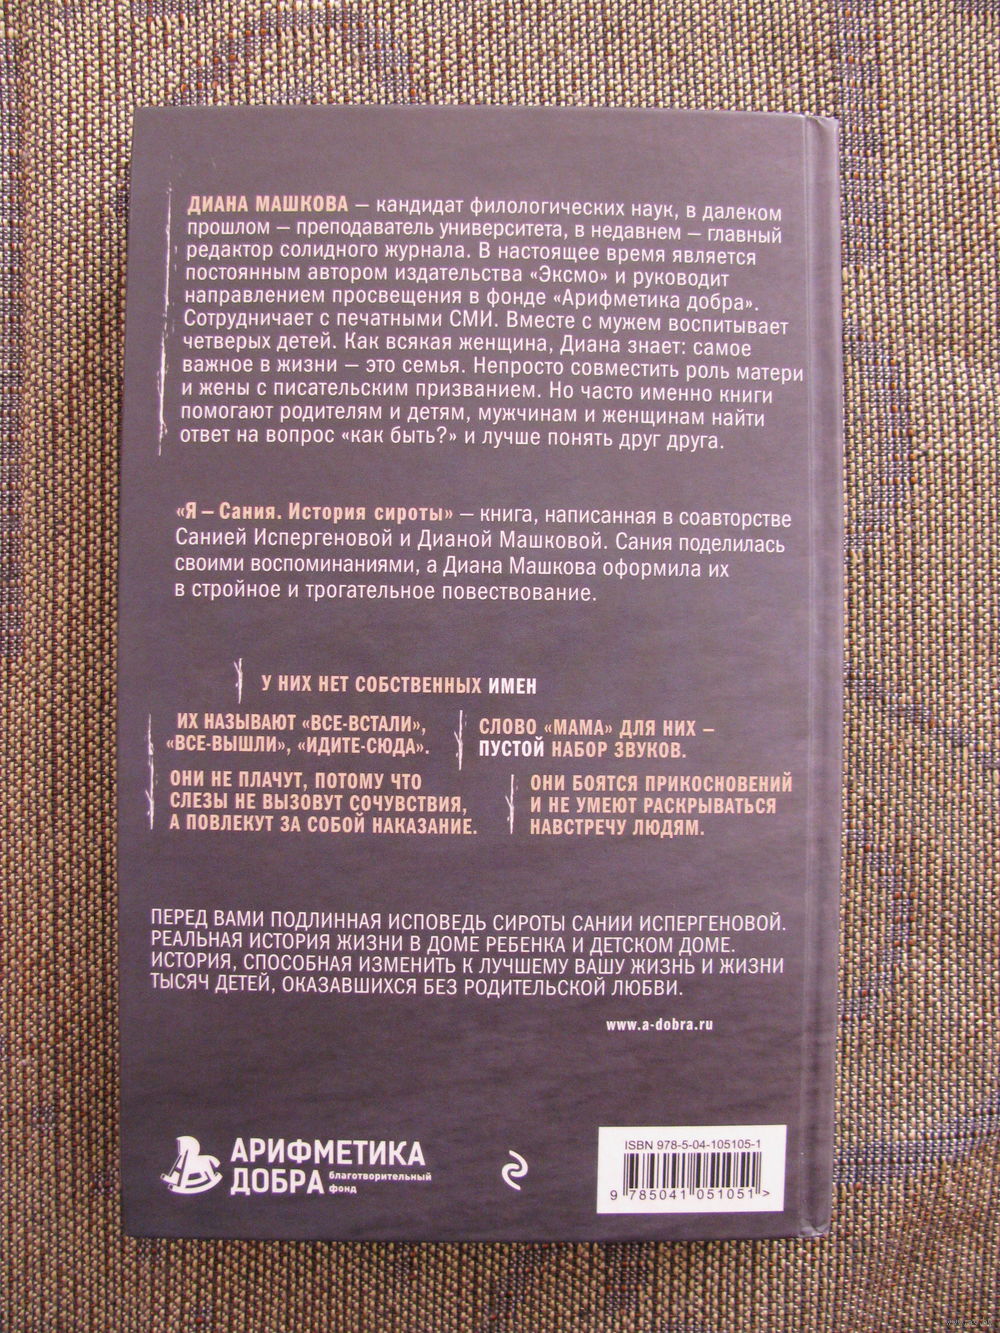 ДИАНА МАШКОВА — кандидат филологических наук, в далеком
прошлом — преподаватель университета, в недавнем — главный
редактор солидного журнала. В настоящее время является
постоянным автором издательства «Эксмо» и руководит
направлением просвещения в фонде «Арифметика добра».
Сотрудничает с печатными СМИ. Вместе с мужем воспитывает
четверых детей. Как всякая женщина, Диана знает: самое
важное в жизни — это семья. Непросто совместить роль матери
и жены с писательским призванием. Но часто именно книги
помогают родителям и детям, мужчинам и женщинам найти
ответ на вопрос «как быть?» и лучше понять друг друга.
«Я – Сания. История сироты» — книга, написанная в соавторстве
Санией Испергеновой и Дианой Машковой. Сания поделилась
своими воспоминаниями, а Диана Машкова оформила их
в стройное и трогательное повествование.
У НИХ НЕТ СОБСТВЕННЫХ ИМЕН
ИХ НАЗЫВАЮТ «ВСЕ-ВСТАЛИ»,
«ВСЕ-ВЫШЛИ», «ИДИТЕ-СЮДА».
СЛОВО «МАМА» ДЛЯ НИХ –
ПУСТОЙ НАБОР ЗВУКОВ.
ОНИ НЕ ПЛАЧУТ, ПОТОМУ ЧТО
СЛЕЗЫ НЕ ВЫЗОВУТ СОЧУВСТВИЯ,
А ПОВЛЕКУТ ЗА СОБОЙ НАКАЗАНИЕ.
ОНИ БОЯТСЯ ПРИКОСНОВЕНИЙ
И НЕ УМЕЮТ РАСКРЫВАТЬСЯ
НАВСТРЕЧУ ЛЮДЯМ.
ПЕРЕД ВАМИ ПОДЛИННАЯ ИСПОВЕДЬ СИРОТЫ САНИИ ИСПЕРГЕНОВОЙ.
РЕАЛЬНАЯ ИСТОРИЯ ЖИЗНИ В ДОМЕ РЕБЕНКА И ДЕТСКОМ ДОМЕ.
ИСТОРИЯ, СПОСОБНАЯ ИЗМЕНИТЬ К ЛУЧШЕМУ ВАШУ ЖИЗНЬ И ЖИЗНИ
ТЫСЯЧ ДЕТЕЙ, ОКАЗАВШИХСЯ БЕЗ РОДИТЕЛЬСКОЙ ЛЮБВИ.
www.a-dobra.ru
АРИФМЕТИКА
ДОБРА
благотворительный
фонд
ISBN 978-5-04-105105-1
9 785041 051051 >